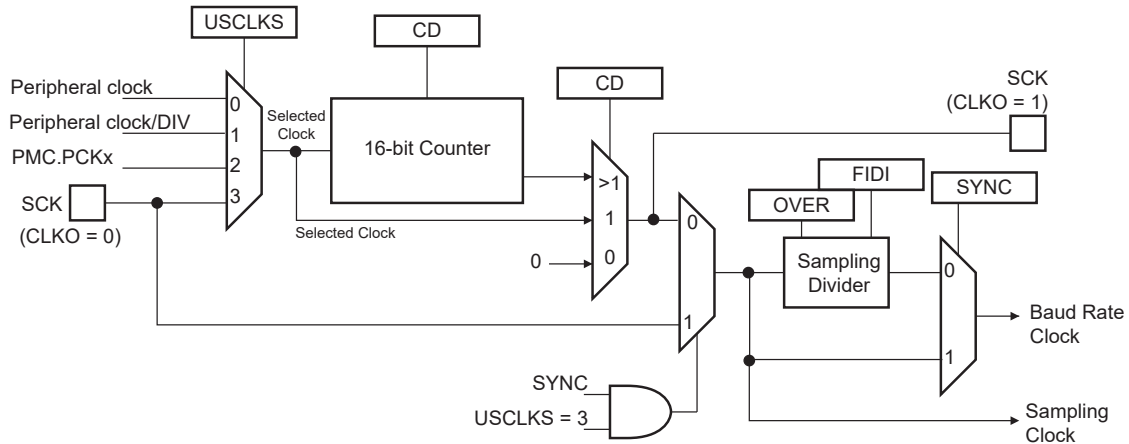 USCLKS
CD
CD
SCK
(CLKO = 1)
Peripheral clock
0
Peripheral clock/DIV
1
PMC.PCKx
2
3
SCK
(CLKO = 0)
Selected
Clock
16-bit Counter
Selected Clock
>1
1
0
0
0
1
FIDI
OVER
SYNC
Sampling
Divider
0
1
Baud Rate
Clock
SYNC
USCLKS = 3
Sampling
Clock